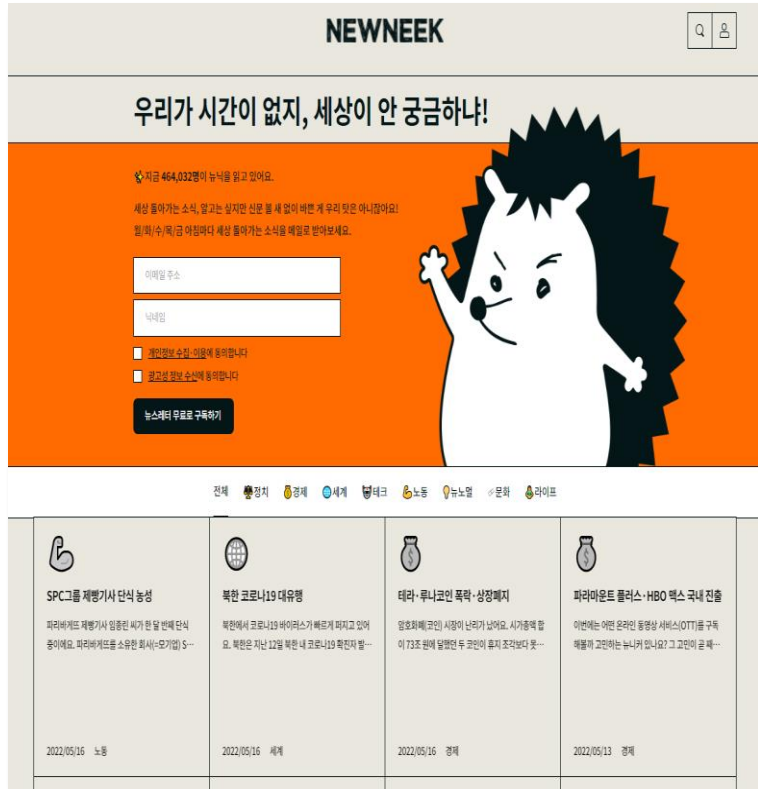 NEWNEEK
우리가 시간이 없지, 세상이 안 궁금하냐!
지금 464,032명이 뉴닉을 읽고 있어요.
세상 돌아가는 소식, 알고는 싶지만 신문 볼 새 없이 바쁜 게 우리 탓은 아니잖아요!
월/화/수/목/금 아침마다 세상 돌아가는 소식을 메일로 받아보세요.
이메일 주소
닉네임
개인정보 수집·이용에 동의합니다
광고성 정보 수신에 동의합니다
뉴스레터 무료로 구독하기
전체 정치 경제 세계 테크 노동 뉴노멀 문화 라이프
SPC그룹 제빵기사 단식 농성
파리바게뜨 제빵기사 임종린 씨가 한 달 반째 단식
중이에요. 파리바게뜨를 소유한 회사(=모기업) S…
2022/05/16 노동
북한 코로나19 대유행
북한에서 코로나19 바이러스가 빠르게 퍼지고 있어
요. 북한은 지난 12일 북한 내 코로나19 확진자 발…
2022/05/16 세계
테라·루나코인 폭락·상장폐지
암호화폐(코인) 시장이 난리가 났어요. 시가총액 합
이 73조 원에 달했던 두 코인이 휴지 조각보다 못…
2022/05/16 경제
파라마운트 플러스·HBO 맥스 국내 진출
이번에는 어떤 온라인 동영상 서비스(OTT)를 구독
해볼까 고민하는 뉴니커 있나요? 그 고민이 곧 째…
2022/05/13 경제